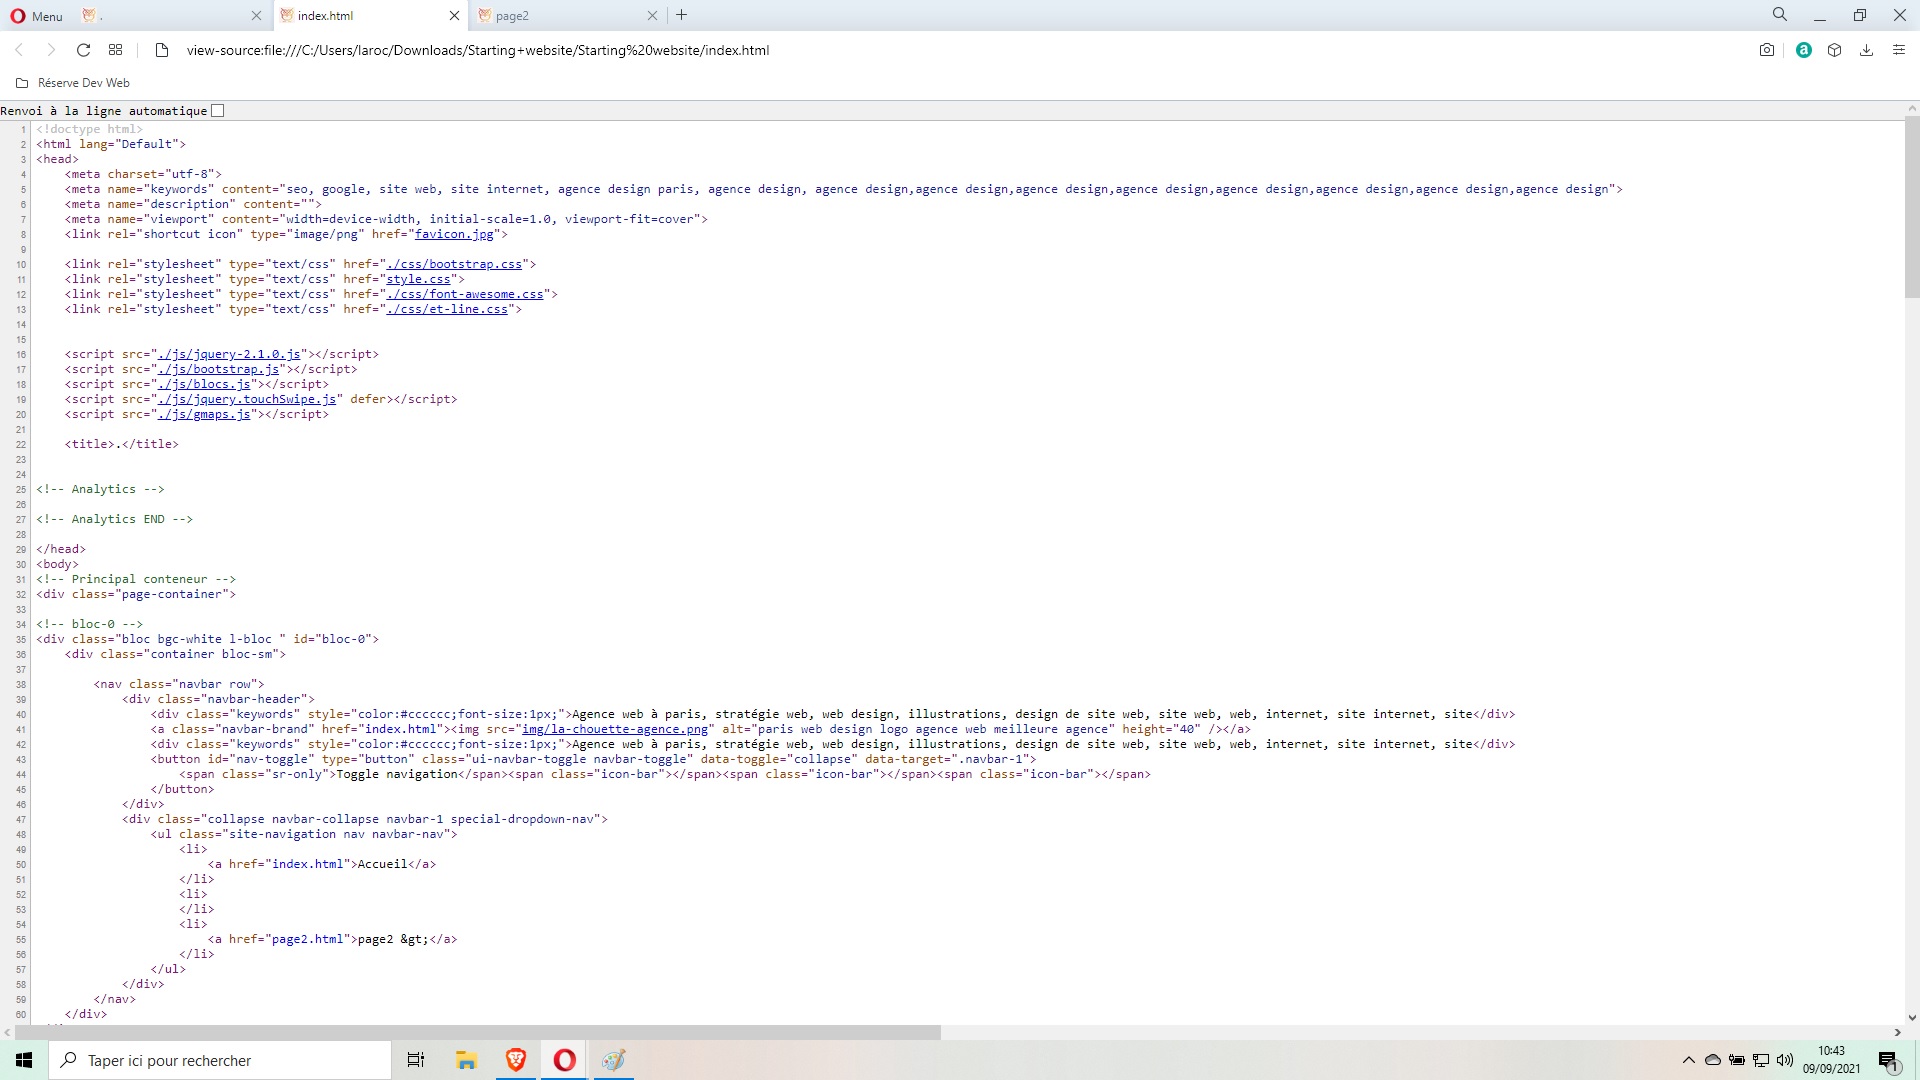 Menu
.
index.html
page2
view-source:file:///C:/Users/laroc/Downloads/Starting+website/Starting%20website/index.html
a
Réserve Dev Web
Renvoi à la ligne automatique
1 <!doctype html>
2 <html lang="Default">
3 <head>
4 <meta charset="utf-8">
5 <meta name="keywords" content="seo, google, site web, site internet, agence design paris, agence design, agence design,agence design,agence design,agence design,agence design,agence design,agence design,agence design">
6 <meta name="description" content="">
7 <meta name="viewport" content="width=device-width, initial-scale=1.0, viewport-fit=cover">
8 <link rel="shortcut icon" type="image/png" href="favicon.jpg">
9
10 <link rel="stylesheet" type="text/css" href="./css/bootstrap.css">
11 <link rel="stylesheet" type="text/css" href="style.css">
12 <link rel="stylesheet" type="text/css" href="./css/font-awesome.css">
13 <link rel="stylesheet" type="text/css" href="./css/et-line.css">
14
15
16 <script src="./js/jquery-2.1.0.js"></script>
17 <script src="./js/bootstrap.js"></script>
18 <script src="./js/blocs.js"></script>
19 <script src="./js/jquery.touchSwipe.js" defer></script>
20 <script src="./js/gmaps.js"></script>
21
22 <title>.</title>
23
24
25 <!-- Analytics -->
26
27 <!-- Analytics END -->
28
29 </head>
30 <body>
31 <!-- Principal conteneur -->
32 <div class="page-container">
33
34 <!-- bloc-0 -->
35 <div class="bloc bgc-white l-bloc " id="bloc-0">
36 <div class="container bloc-sm">
37
38 <nav class="navbar row">
39 <div class="navbar-header">
40 <div class="keywords" style="color:#cccccc;font-size:1px;">Agence web à paris, stratégie web, web design, illustrations, design de site web, site web, web, internet, site internet, site</div>
41 <a class="navbar-brand" href="index.html"><img src="img/la-chouette-agence.png" alt="paris web design logo agence web meilleure agence" height="40" /></a>
42 <div class="keywords" style="color:#cccccc;font-size:1px;">Agence web à paris, stratégie web, web design, illustrations, design de site web, site web, web, internet, site internet, site</div>
43 <button id="nav-toggle" type="button" class="ui-navbar-toggle navbar-toggle" data-toggle="collapse" data-target=".navbar-1">
44 <span class="sr-only">Toggle navigation</span><span class="icon-bar"></span><span class="icon-bar"></span><span class="icon-bar"></span>
45 </button>
46 </div>
47 <div class="collapse navbar-collapse navbar-1 special-dropdown-nav">
48 <ul class="site-navigation nav navbar-nav">
49 <li>
50 <a href="index.html">Accueil</a>
51 </li>
52 <li>
53 </li>
54 <li>
55 <a href="page2.html">page2 &gt;</a>
56 </li>
57 </ul>
58 </div>
59 </nav>
60 </div>
Taper ici pour rechercher
10:43
09/09/2021
1